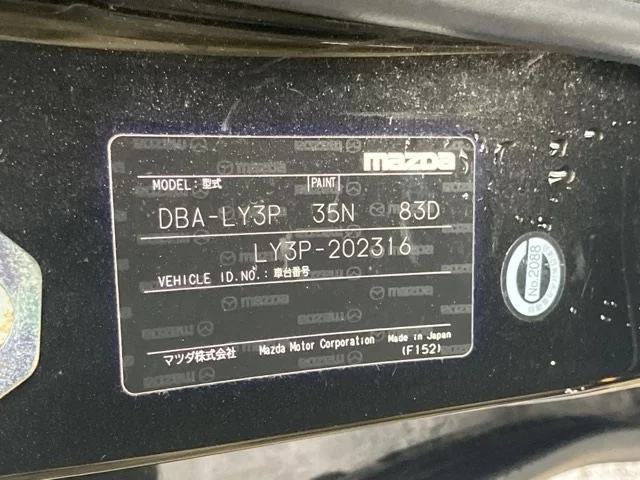 mazda
MODEL: 型式 PAINT
DBA-LY3P 35N 83D
LY3P-202316
VEHICLE ID.NO.: 車台番号
マツダ株式会社 Mazda Motor Corporation Made in Japan
(F152)
No.2088